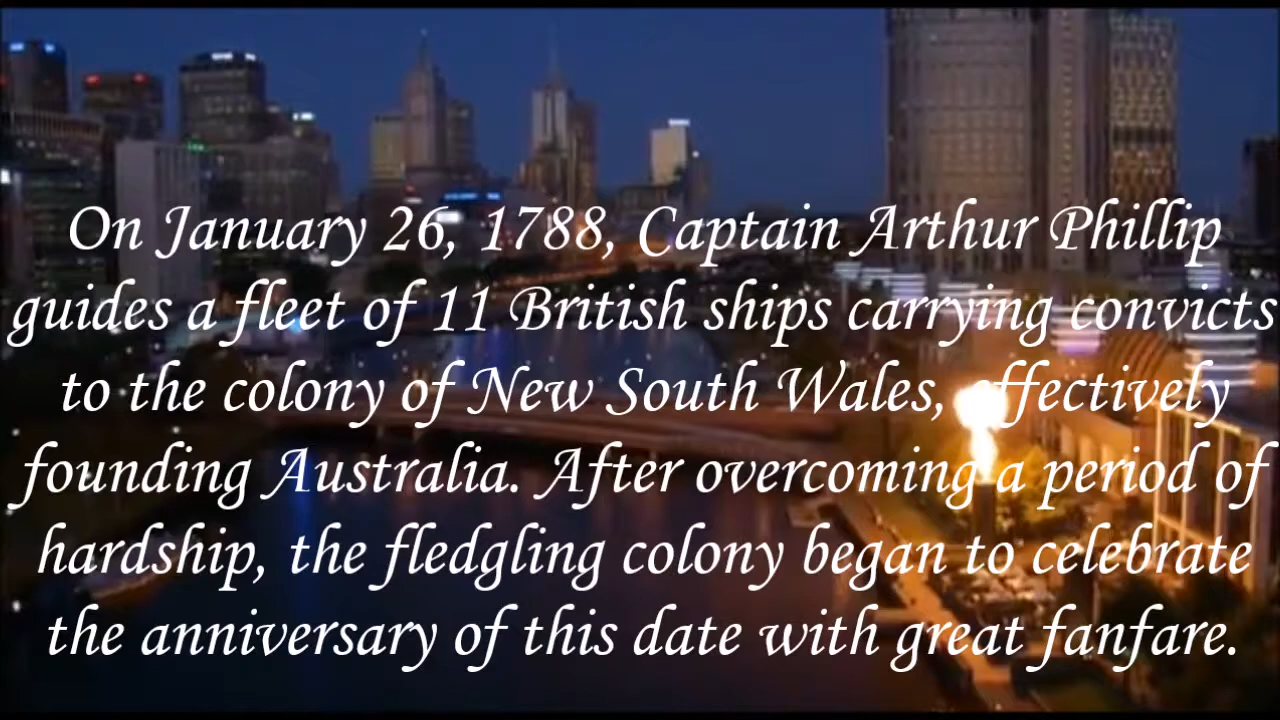 On January 26, 1788, Captain Arthur Phillip
guides a fleet of 11 British ships carrying convicts
to the colony of New South Wales, effectively
founding Australia. After overcoming a period of
hardship, the fledgling colony began to celebrate
the anniversary of this date with great fanfare.